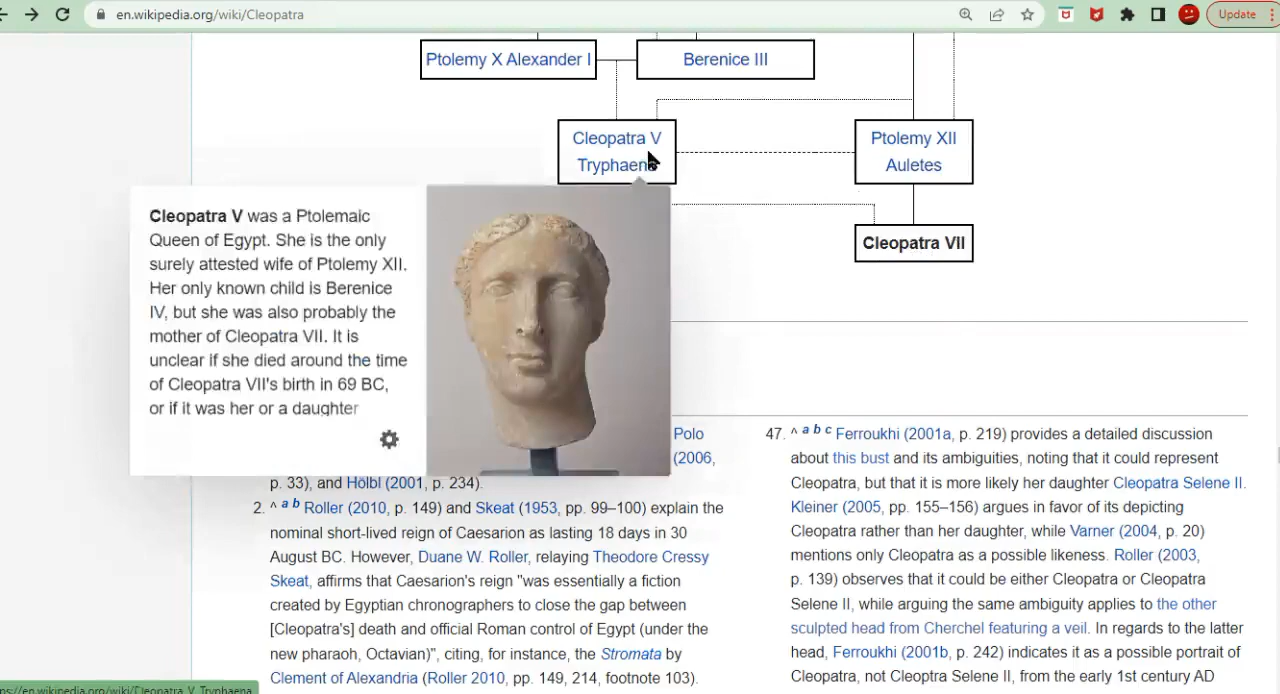 en.wikipedia.org/wiki/Cleopatra
Update
Ptolemy X Alexander I
Berenice III
Cleopatra V
Tryphaena
Ptolemy XII
Auletes
Cleopatra VII
Cleopatra V was a Ptolemaic
Queen of Egypt. She is the only
surely attested wife of Ptolemy XII.
Her only known child is Berenice
IV, but she was also probably the
mother of Cleopatra VII. It is
unclear if she died around the time
of Cleopatra VII's birth in 69 BC,
or if it was her or a daughter
Polo
(2006,
p. 33), and Hölbl (2001, p. 234).
2. ^ a b Roller (2010, p. 149) and Skeat (1953, pp. 99–100) explain the
nominal short-lived reign of Caesarion as lasting 18 days in 30
August BC. However, Duane W. Roller, relaying Theodore Cressy
Skeat, affirms that Caesarion's reign "was essentially a fiction
created by Egyptian chronographers to close the gap between
[Cleopatra's] death and official Roman control of Egypt (under the
new pharaoh, Octavian)", citing, for instance, the Stromata by
Clement of Alexandria (Roller 2010, pp. 149, 214, footnote 103).
47. ^ a b c Ferroukhi (2001a, p. 219) provides a detailed discussion
about this bust and its ambiguities, noting that it could represent
Cleopatra, but that it is more likely her daughter Cleopatra Selene II.
Kleiner (2005, pp. 155–156) argues in favor of its depicting
Cleopatra rather than her daughter, while Varner (2004, p. 20)
mentions only Cleopatra as a possible likeness. Roller (2003,
p. 139) observes that it could be either Cleopatra or Cleopatra
Selene II, while arguing the same ambiguity applies to the other
sculpted head from Cherchel featuring a veil. In regards to the latter
head, Ferroukhi (2001b, p. 242) indicates it as a possible portrait of
Cleopatra, not Cleoptra Selene II, from the early 1st century AD
ps://en.wikipedia.org/wiki/Cleopatra_V_Tryphaena